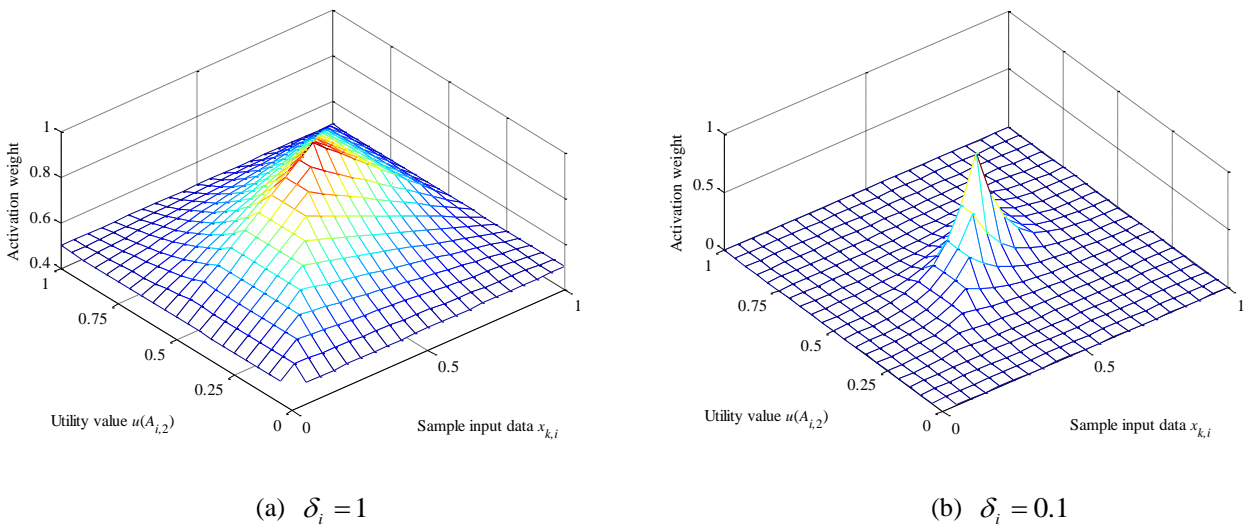 Activation weight
1
0.8
0.6
0.4
1
0.75
0.5
0.25
0
0
0.5
1
Utility value u(A_{i,2})
Sample input data x_{k,i}
(a) δ_i = 1
Activation weight
1
0.5
0
1
0.75
0.5
0.25
0
0
0.5
1
Utility value u(A_{i,2})
Sample input data x_{k,i}
(b) δ_i = 0.1